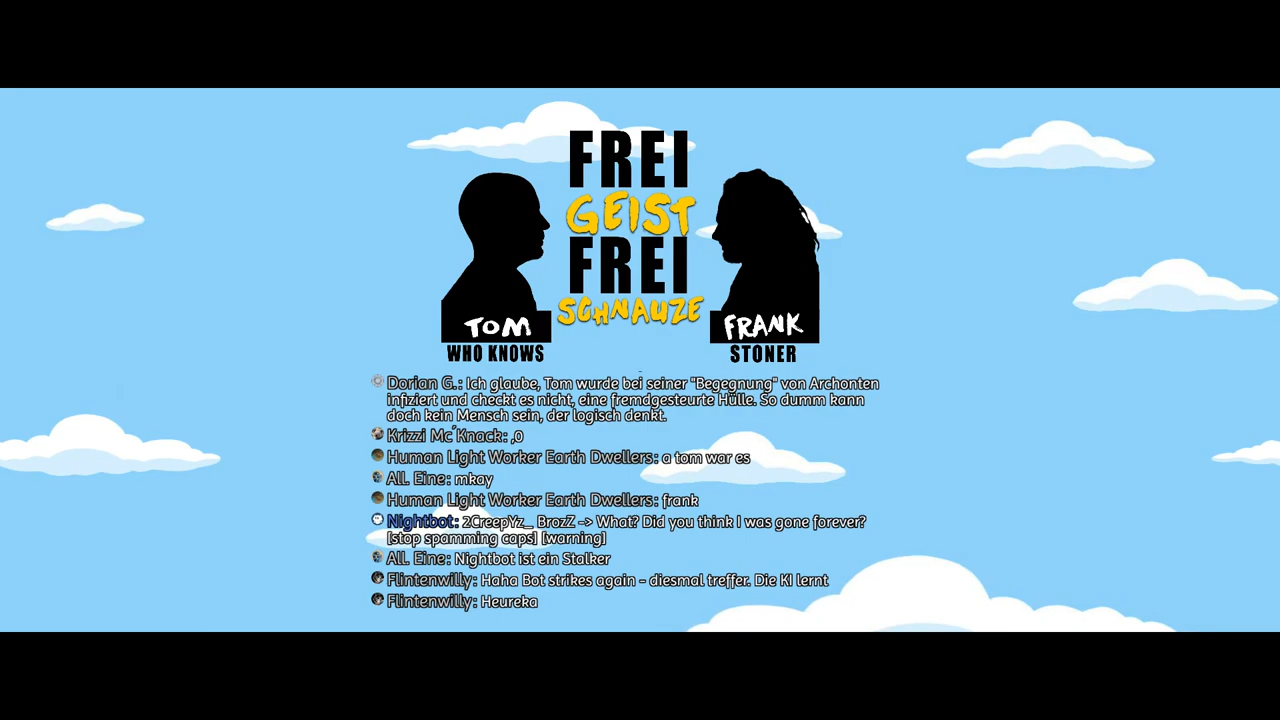 FREI
GEIST
FREI
SCHNAUZE
TOM
WHO KNOWS
FRANK
STONER
Dorian G.: Ich glaube, Tom wurde bei seiner "Begegnung" von Archonten
infiziert und checkt es nicht, eine fremdgesteurte Hülle. So dumm kann
doch kein Mensch sein, der logisch denkt.
Krizzi Mc´Knack: ,0
Human Light Worker Earth Dwellers: a tom war es
All. Eine: mkay
Human Light Worker Earth Dwellers: frank
Nightbot: 2CreepYz_ BrozZ -> What? Did you think I was gone forever?
[stop spamming caps] [warning]
All. Eine: Nightbot ist ein Stalker
Flintenwilly: Haha Bot strikes again - diesmal treffer. Die KI lernt
Flintenwilly: Heureka